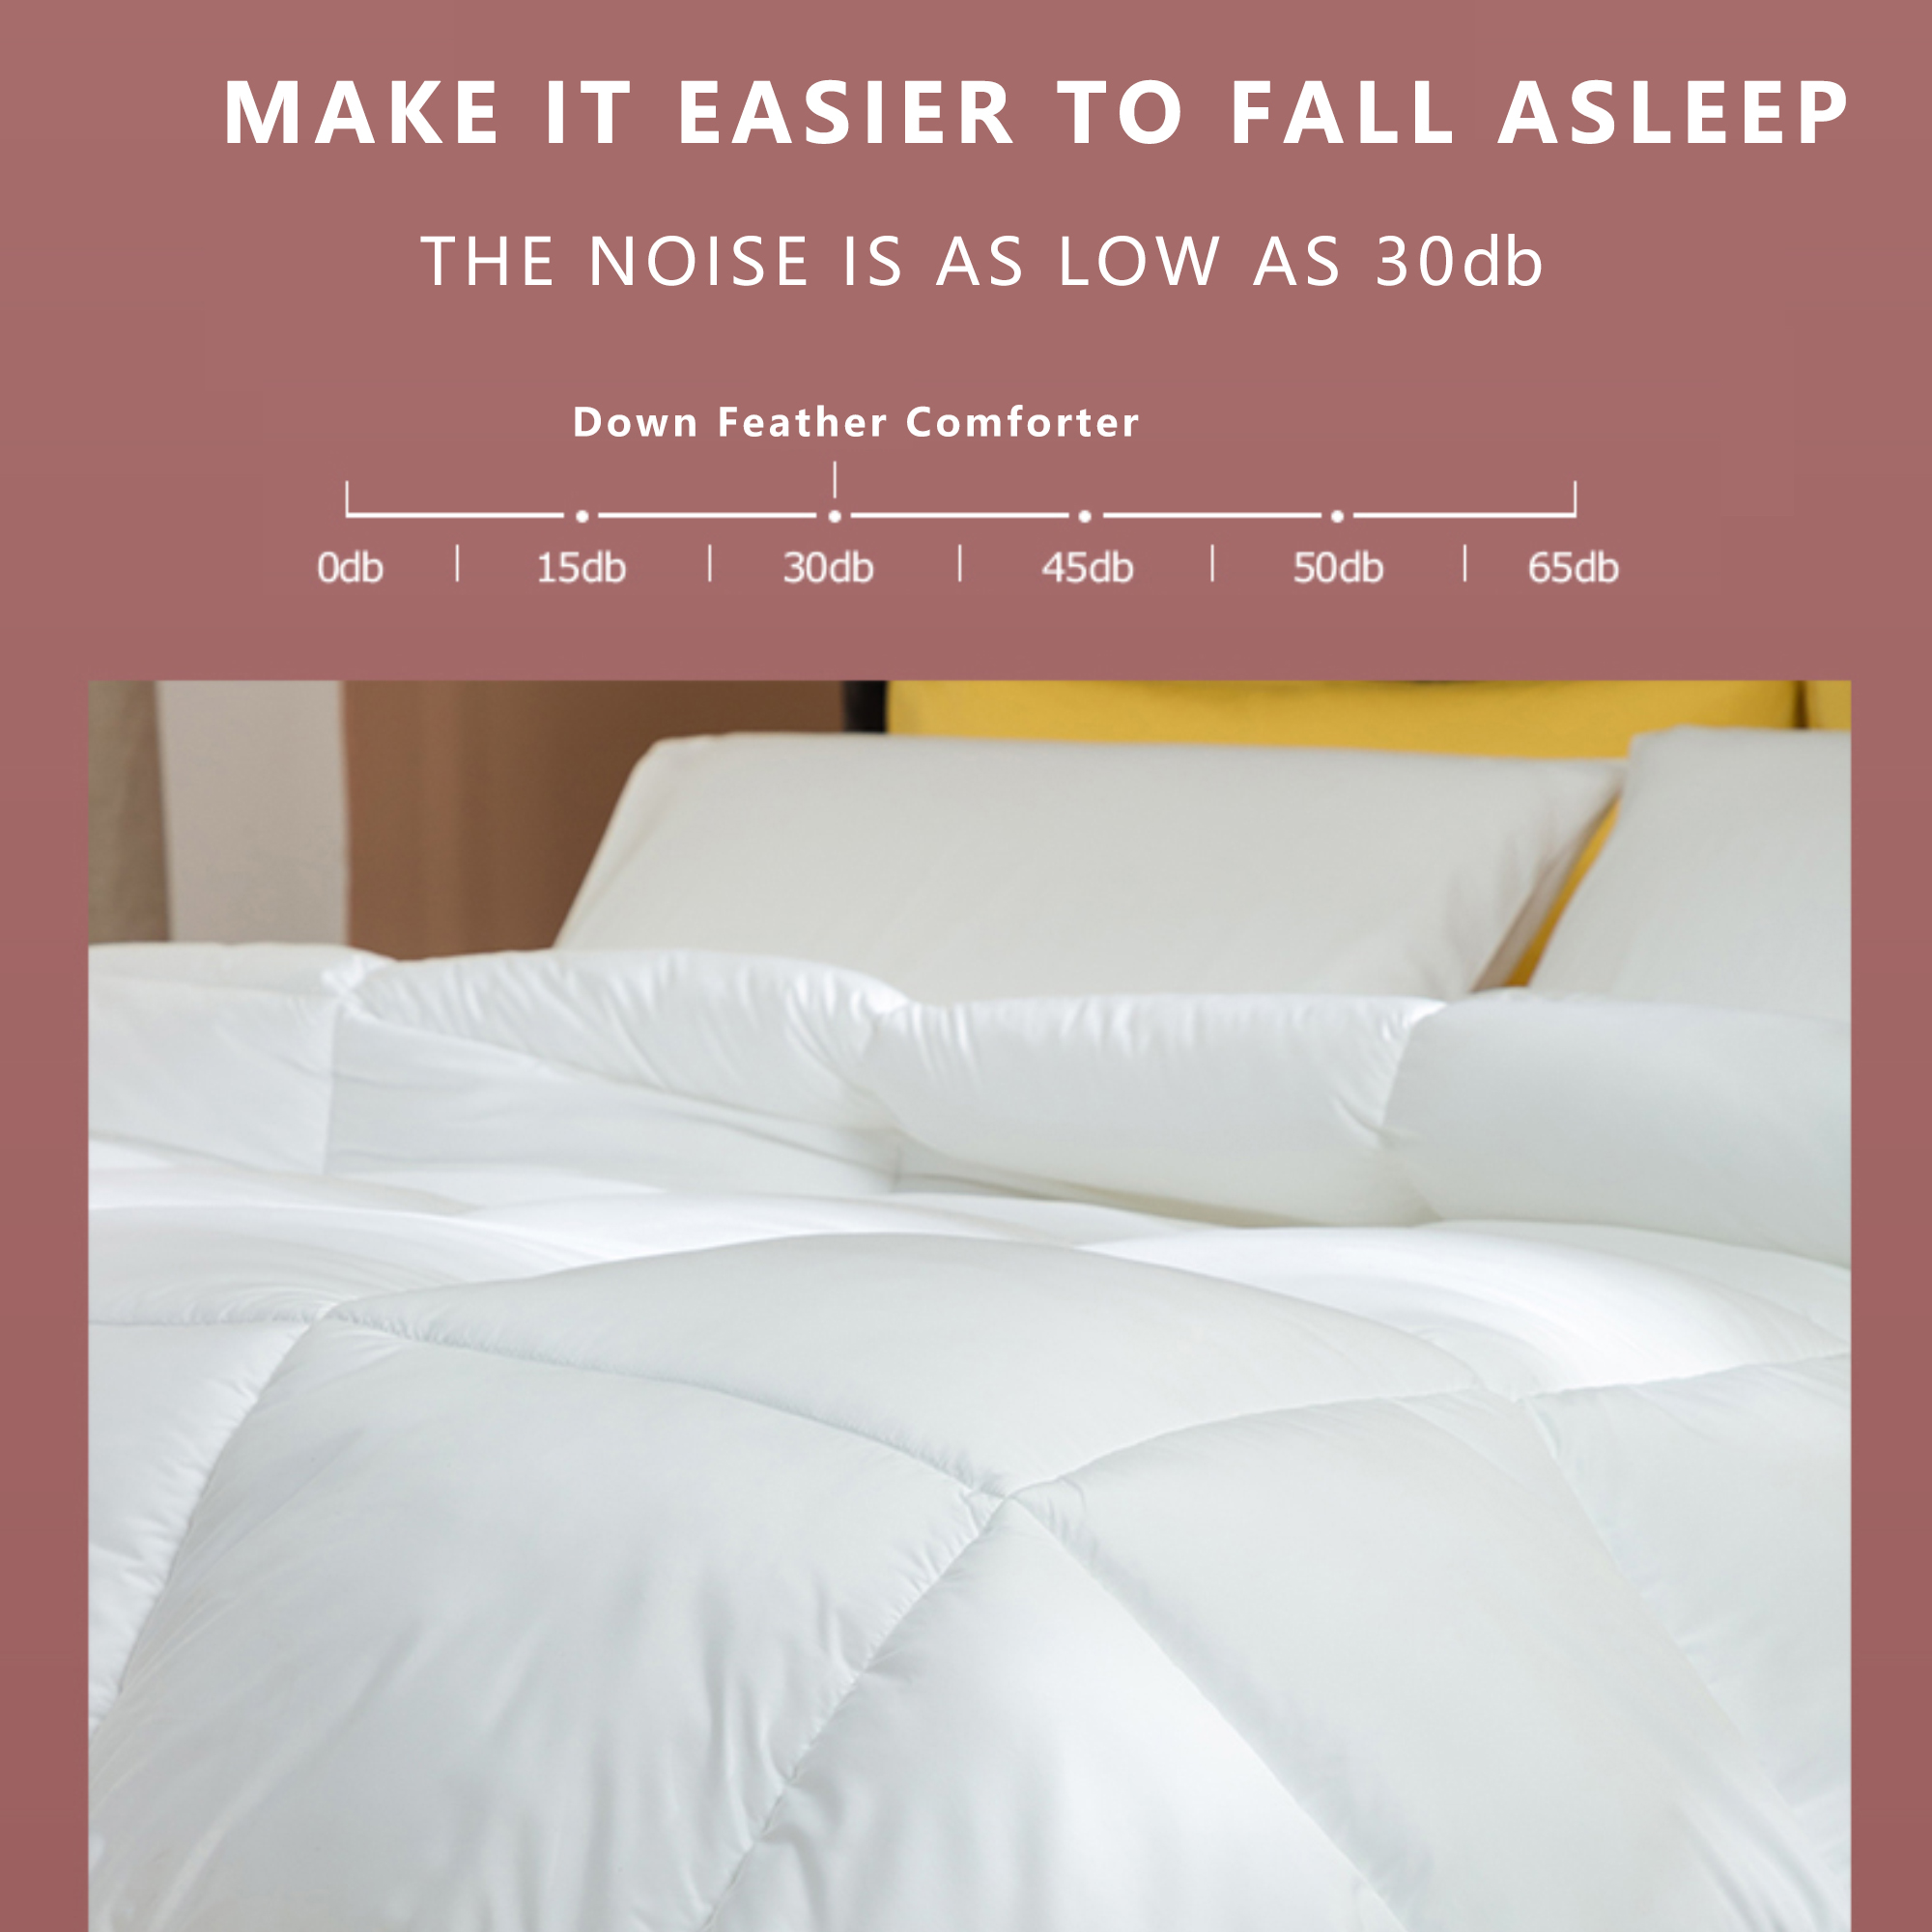 MAKE IT EASIER TO FALL ASLEEP
THE NOISE IS AS LOW AS 30db
Down Feather Comforter
0db | 15db | 30db | 45db | 50db | 65db